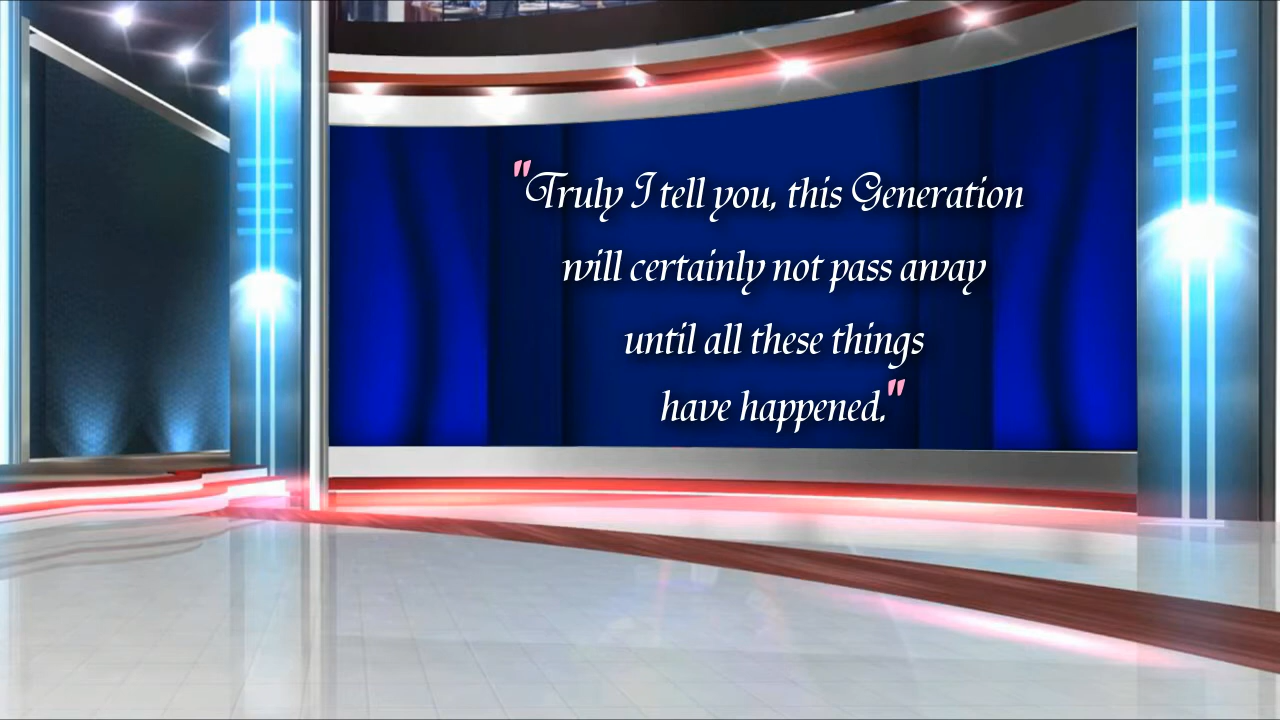 "Truly I tell you, this Generation
will certainly not pass away
until all these things
have happened."